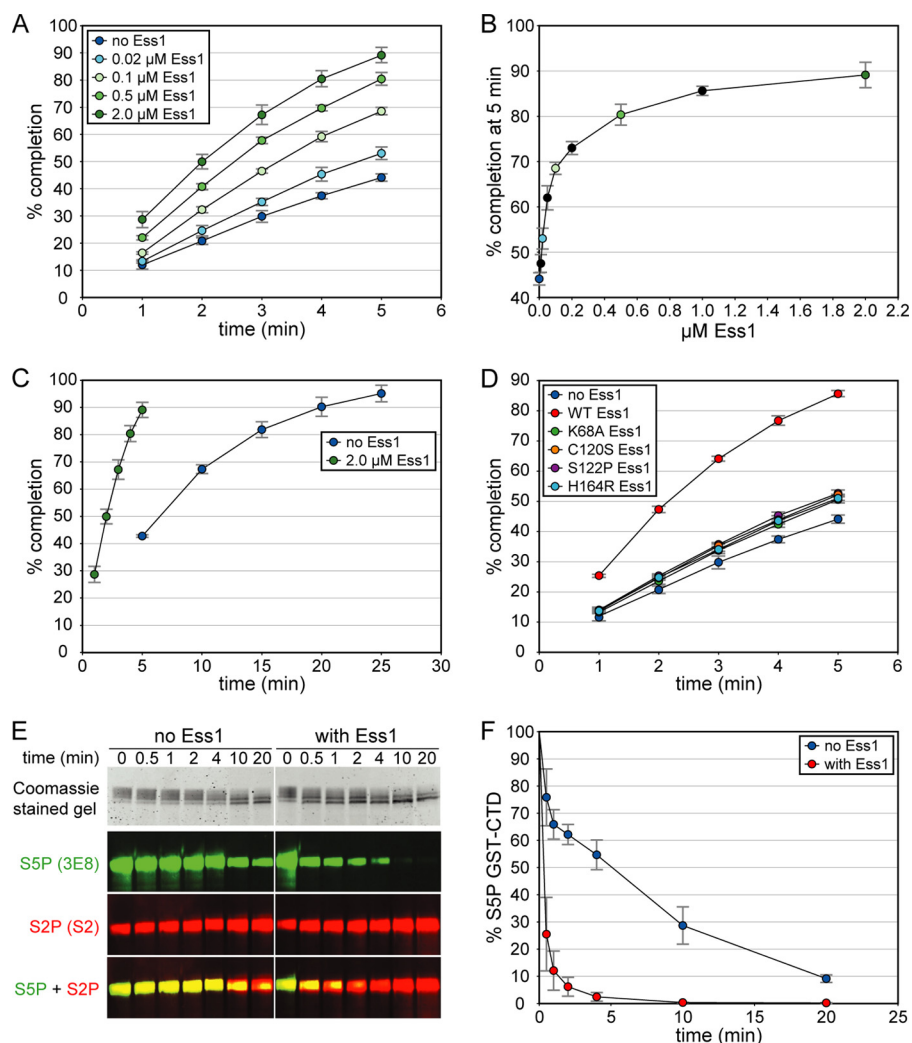 A
% completion
100
90
80
70
60
50
40
30
20
10
0
no Ess1
0.02 µM Ess1
0.1 µM Ess1
0.5 µM Ess1
2.0 µM Ess1
0 1 2 3 4 5 6
time (min)
B
% completion at 5 min
100
90
80
70
60
50
40
0.0 0.2 0.4 0.6 0.8 1.0 1.2 1.4 1.6 1.8 2.0 2.2
µM Ess1
C
% completion
100
90
80
70
60
50
40
30
20
10
0
no Ess1
2.0 µM Ess1
0 5 10 15 20 25 30
time (min)
D
% completion
90
80
70
60
50
40
30
20
10
0
no Ess1
WT Ess1
K68A Ess1
C120S Ess1
S122P Ess1
H164R Ess1
0 1 2 3 4 5 6
time (min)
E
no Ess1 with Ess1
time (min) 0 0.5 1 2 4 10 20 0 0.5 1 2 4 10 20
Coomassie
stained gel
S5P (3E8)
S2P (S2)
S5P + S2P
F
% S5P GST-CTD
100
90
80
70
60
50
40
30
20
10
0
no Ess1
with Ess1
0 5 10 15 20 25
time (min)